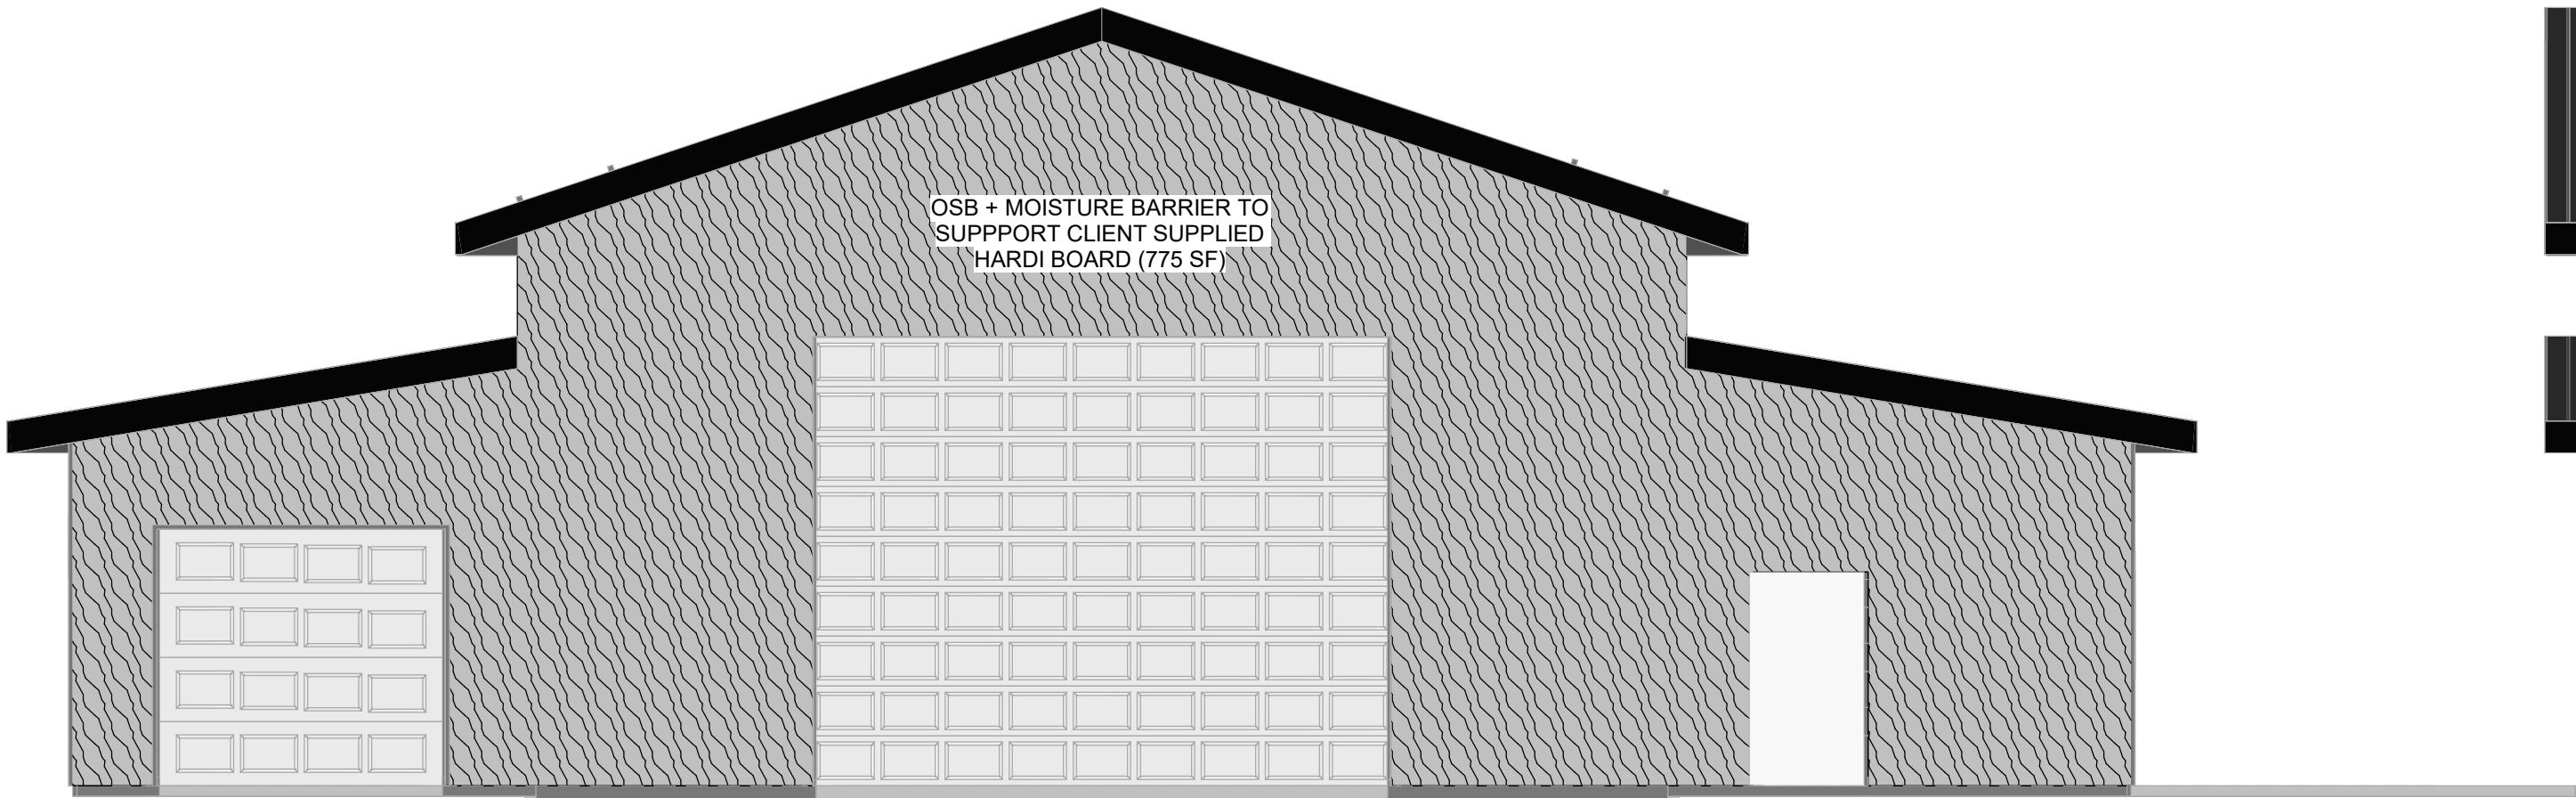 OSB + MOISTURE BARRIER TO
SUPPPORT CLIENT SUPPLIED
HARDI BOARD (775 SF)